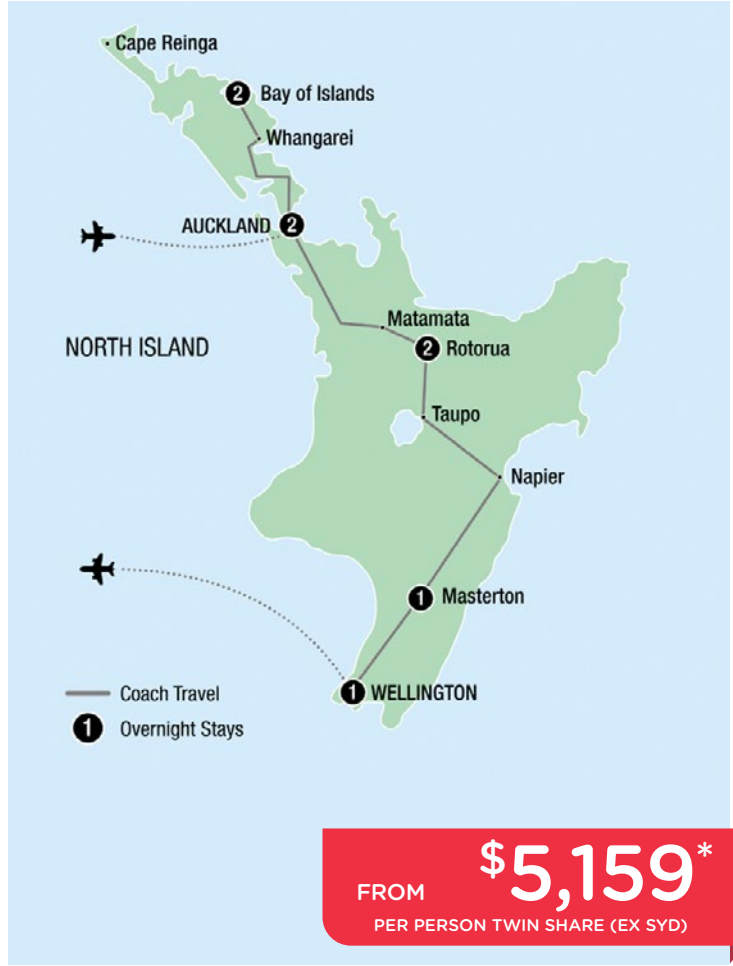 Cape Reinga
2 Bay of Islands
Whangarei
AUCKLAND 2
Matamata
NORTH ISLAND
2 Rotorua
Taupo
Napier
1 Masterton
Coach Travel
1 WELLINGTON
1 Overnight Stays
FROM $5,159*
PER PERSON TWIN SHARE (EX SYD)